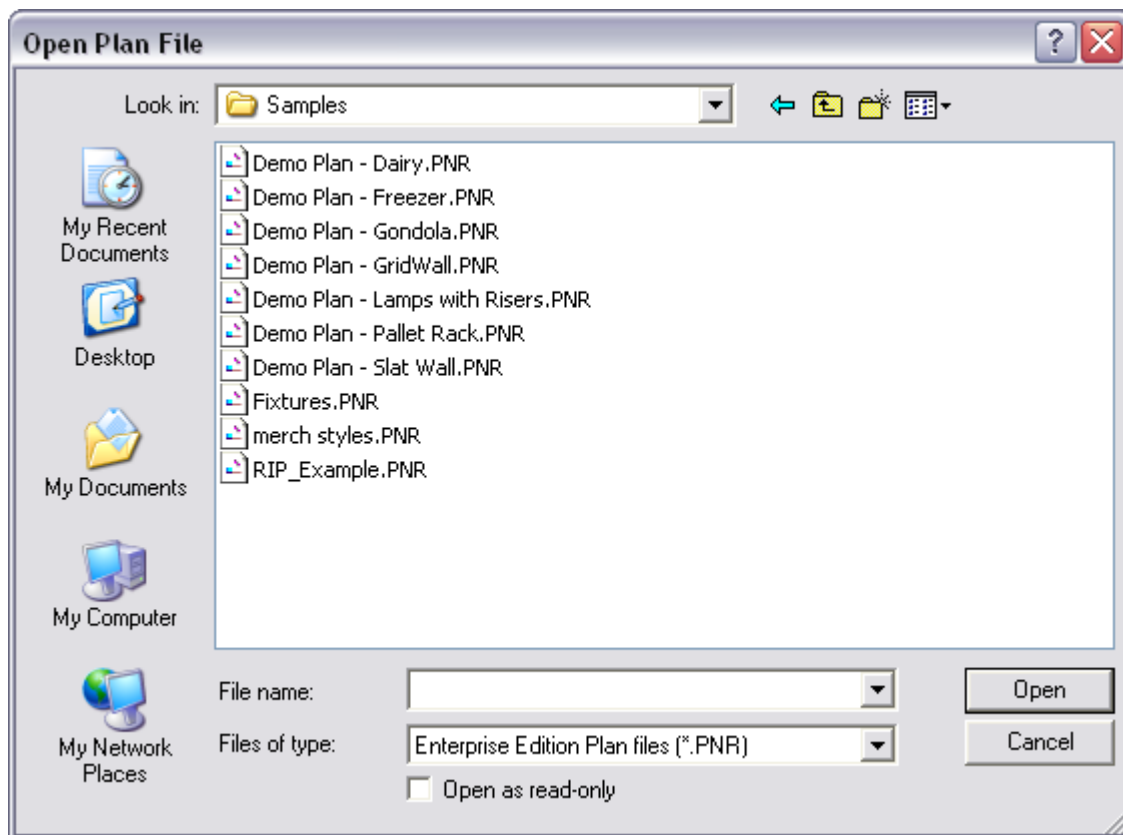 Open Plan File
Look in:
Samples
My Recent
Documents
Desktop
My Documents
My Computer
My Network
Places
Demo Plan - Dairy.PNR
Demo Plan - Freezer.PNR
Demo Plan - Gondola.PNR
Demo Plan - GridWall.PNR
Demo Plan - Lamps with Risers.PNR
Demo Plan - Pallet Rack.PNR
Demo Plan - Slat Wall.PNR
Fixtures.PNR
merch styles.PNR
RIP_Example.PNR
File name:
Open
Files of type:
Enterprise Edition Plan files (*.PNR)
Cancel
Open as read-only